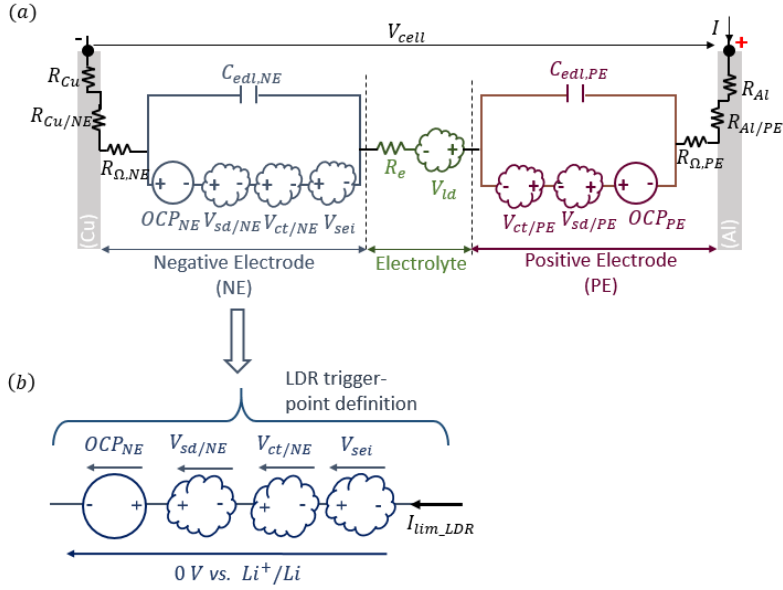 (a)
V_cell
I
-
+
R_Cu
C_edl,NE
C_edl,PE
R_Al
R_Cu/NE
R_Al/PE
R_Ω,NE
R_e
V_ld
R_Ω,PE
- + + - + - + -
- +
- + - + - +
OCP_NE V_sd/NE V_ct/NE V_sei
V_ct/PE V_sd/PE OCP_PE
(Cu)
(Al)
Negative Electrode
(NE)
Electrolyte
Positive Electrode
(PE)
(b)
LDR trigger-
point definition
OCP_NE V_sd/NE V_ct/NE V_sei
- + + - + - + -
I_lim_LDR
0 V vs. Li⁺/Li